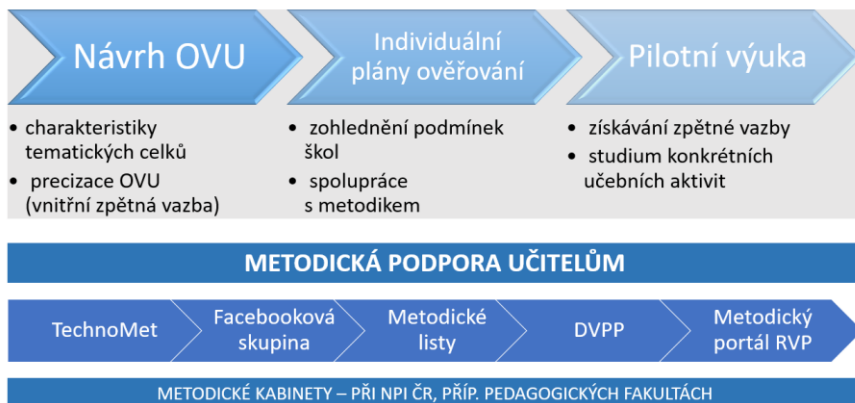 Návrh OVU
Individuální
plány ověřování
Pilotní výuka
• charakteristiky
tematických celků
• precizace OVU
(vnitřní zpětná vazba)
• zohlednění podmínek
škol
• spolupráce
s metodikem
• získávání zpětné vazby
• studium konkrétních
učebních aktivit
METODICKÁ PODPORA UČITELŮM
TechnoMet
Facebooková
skupina
Metodické
listy
DVPP
Metodický
portál RVP
METODICKÉ KABINETY – PŘI NPI ČR, PŘÍP. PEDAGOGICKÝCH FAKULTÁCH